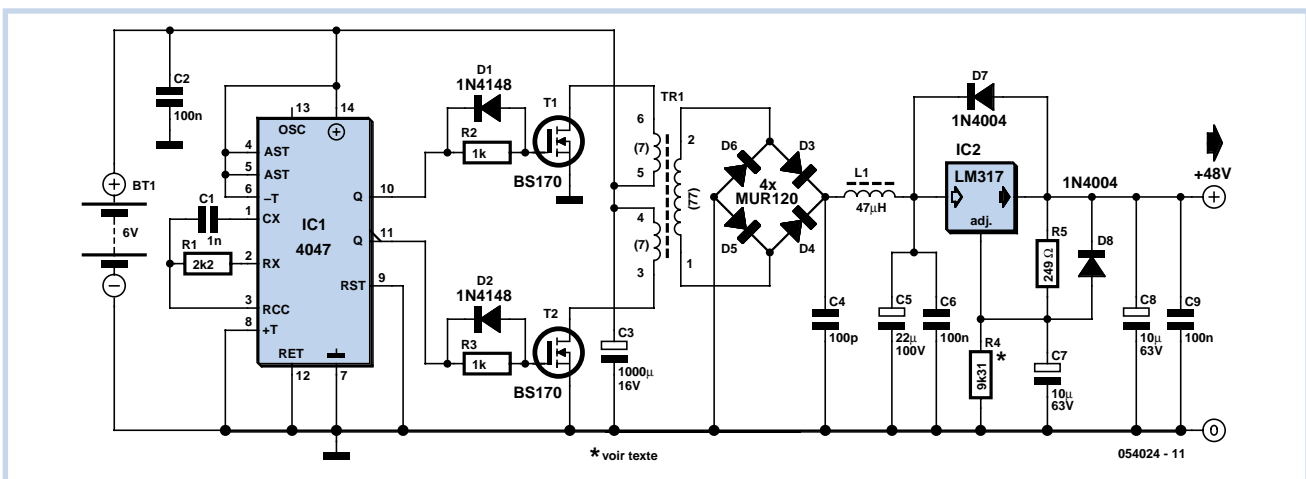 C2
100n
BT1
6V
C1
1n
R1
2k2
13
14
OSC
4
AST
5
AST
6
–T
1
CX
2
RX
3
RCC
8
+T
IC1
4047
Q
10
Q
11
RST
9
RET
12
7
D1
1N4148
R2
1k
T1
BS170
D2
1N4148
R3
1k
T2
BS170
TR1
6
(7)
5
4
(7)
3
2
(77)
1
C3
1000µ
16V
D6
D3
4x
MUR120
D5
D4
L1
47µH
C4
100p
C5
22µ
100V
C6
100n
D7
1N4004
IC2
LM317
adj.
1N4004
R5
249 Ω
D8
R4
*
9k31
C7
10µ
63V
C8
10µ
63V
C9
100n
+48V
0
* voir texte
054024 - 11